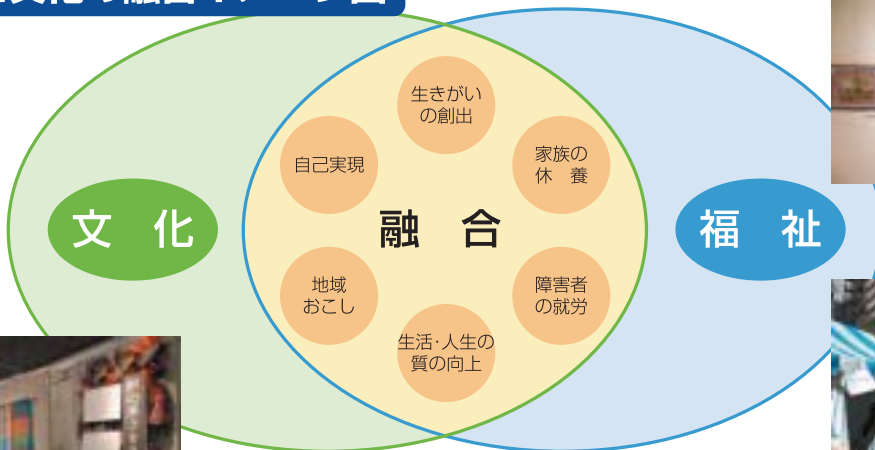 生きがい
の創出
自己実現
家族の
休　養
文　化
融　合
福　祉
地域
おこし
障害者
の就労
生活・人生の
質の向上